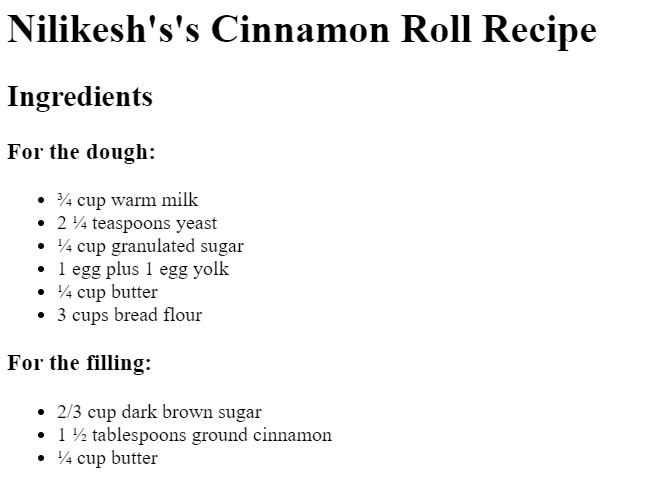 Nilikesh's's Cinnamon Roll Recipe
Ingredients
For the dough:
• ¾ cup warm milk
• 2 ¼ teaspoons yeast
• ¼ cup granulated sugar
• 1 egg plus 1 egg yolk
• ¼ cup butter
• 3 cups bread flour
For the filling:
• 2/3 cup dark brown sugar
• 1 ½ tablespoons ground cinnamon
• ¼ cup butter